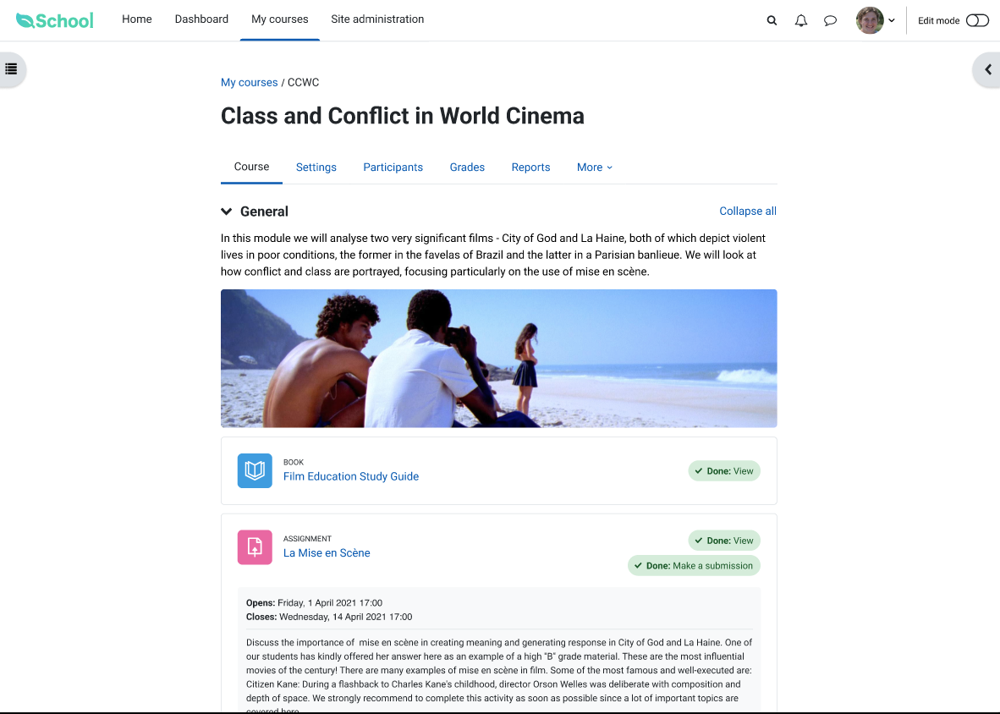 School
Home
Dashboard
My courses
Site administration
Edit mode
My courses / CCWC
Class and Conflict in World Cinema
Course
Settings
Participants
Grades
Reports
More
General
Collapse all
In this module we will analyse two very significant films - City of God and La Haine, both of which depict violent
lives in poor conditions, the former in the favelas of Brazil and the latter in a Parisian banlieue. We will look at
how conflict and class are portrayed, focusing particularly on the use of mise en scène.
BOOK
Film Education Study Guide
Done: View
ASSIGNMENT
La Mise en Scène
Done: View
Done: Make a submission
Opens: Friday, 1 April 2021 17:00
Closes: Wednesday, 14 April 2021 17:00
Discuss the importance of  mise en scène in creating meaning and generating response in City of God and La Haine. One of
our students has kindly offered her answer here as an example of a high "B" grade material. These are the most influential
movies of the century! There are many examples of mise en scène in film. Some of the most famous and well-executed are:
Citizen Kane: During a flashback to Charles Kane's childhood, director Orson Welles was deliberate with composition and
depth of space. We strongly recommend to complete this activity as soon as possible since a lot of important topics are
covered here